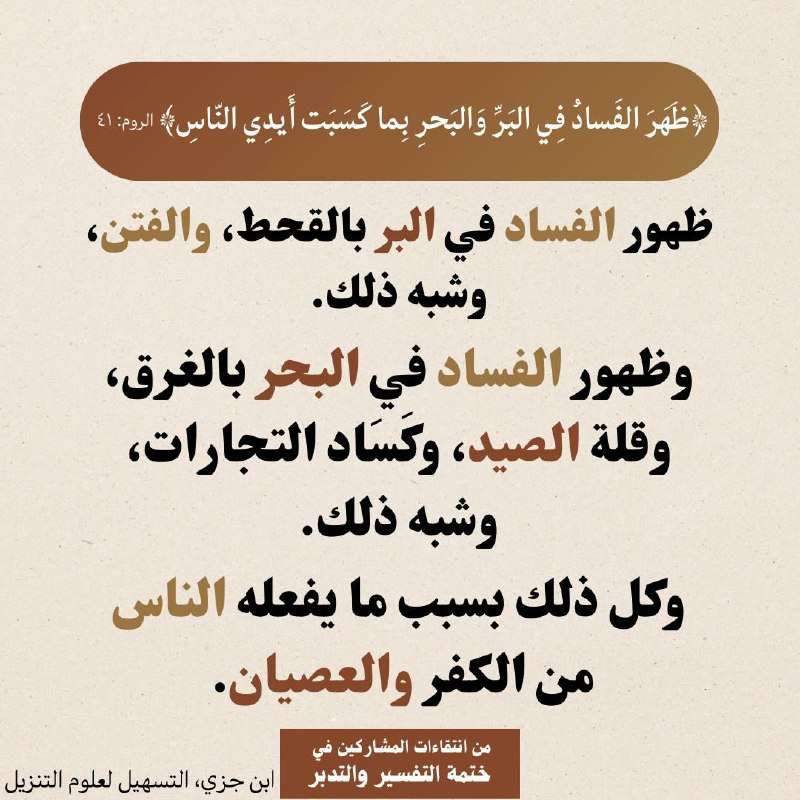 ﴿ظَهَرَ الفَسادُ فِي البَرِّ وَالبَحرِ بِما كَسَبَت أَيدِي النّاسِ﴾ الروم: ٤١
ظهور الفساد في البر بالقحط، والفتن،
وشبه ذلك.
وظهور الفساد في البحر بالغرق،
وقلة الصيد، وكَسَاد التجارات،
وشبه ذلك.
وكل ذلك بسبب ما يفعله الناس
من الكفر والعصيان.
من انتقاءات المشاركين في
ختمة التفسير والتدبر
ابن جزي، التسهيل لعلوم التنزيل